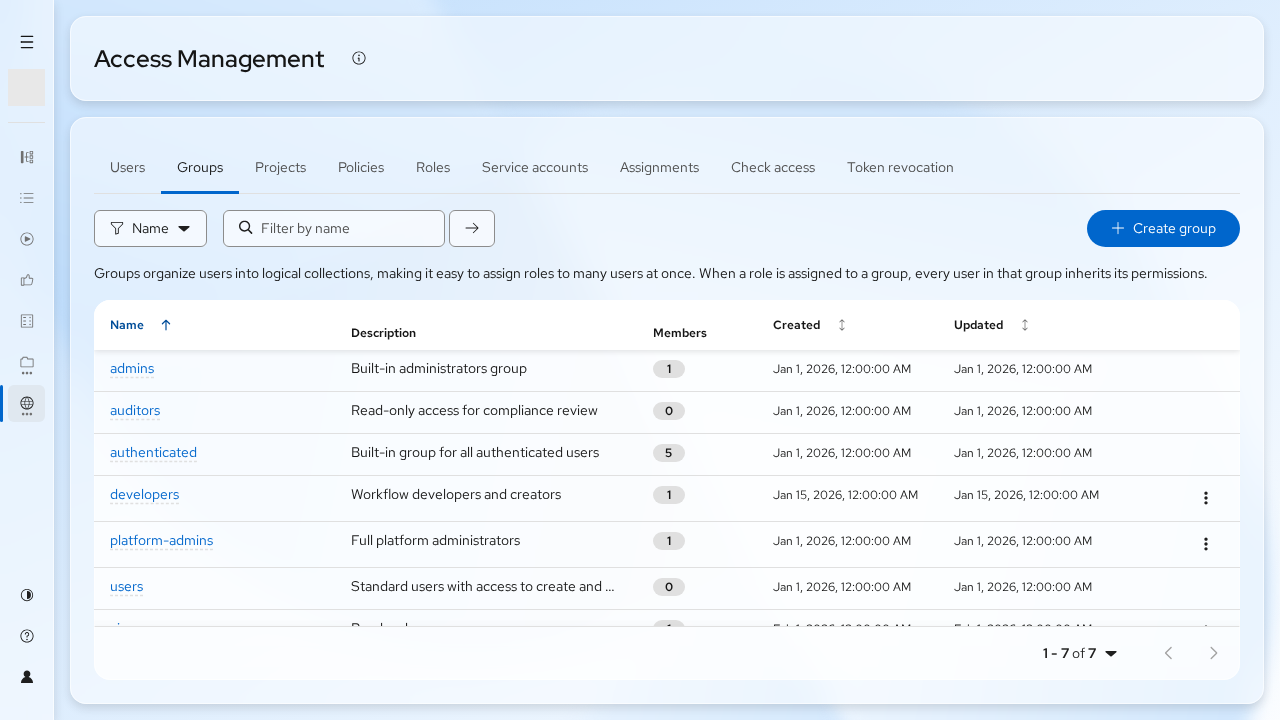 Access Management
Users Groups Projects Policies Roles Service accounts Assignments Check access Token revocation
Name Filter by name Create group
Groups organize users into logical collections, making it easy to assign roles to many users at once. When a role is assigned to a group, every user in that group inherits its permissions.
Name Description Members Created Updated
admins Built-in administrators group 1 Jan 1, 2026, 12:00:00 AM Jan 1, 2026, 12:00:00 AM
auditors Read-only access for compliance review 0 Jan 1, 2026, 12:00:00 AM Jan 1, 2026, 12:00:00 AM
authenticated Built-in group for all authenticated users 5 Jan 1, 2026, 12:00:00 AM Jan 1, 2026, 12:00:00 AM
developers Workflow developers and creators 1 Jan 15, 2026, 12:00:00 AM Jan 15, 2026, 12:00:00 AM
platform-admins Full platform administrators 1 Jan 1, 2026, 12:00:00 AM Jan 1, 2026, 12:00:00 AM
users Standard users with access to create and ... 0 Jan 1, 2026, 12:00:00 AM Jan 1, 2026, 12:00:00 AM
1 - 7 of 7